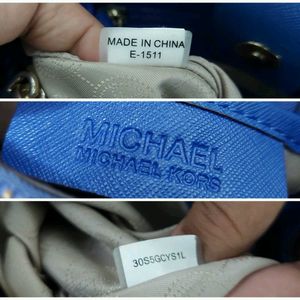 MADE IN CHINA
E-1511
MICHAEL
MICHAEL KORS
30S5GCYS1L